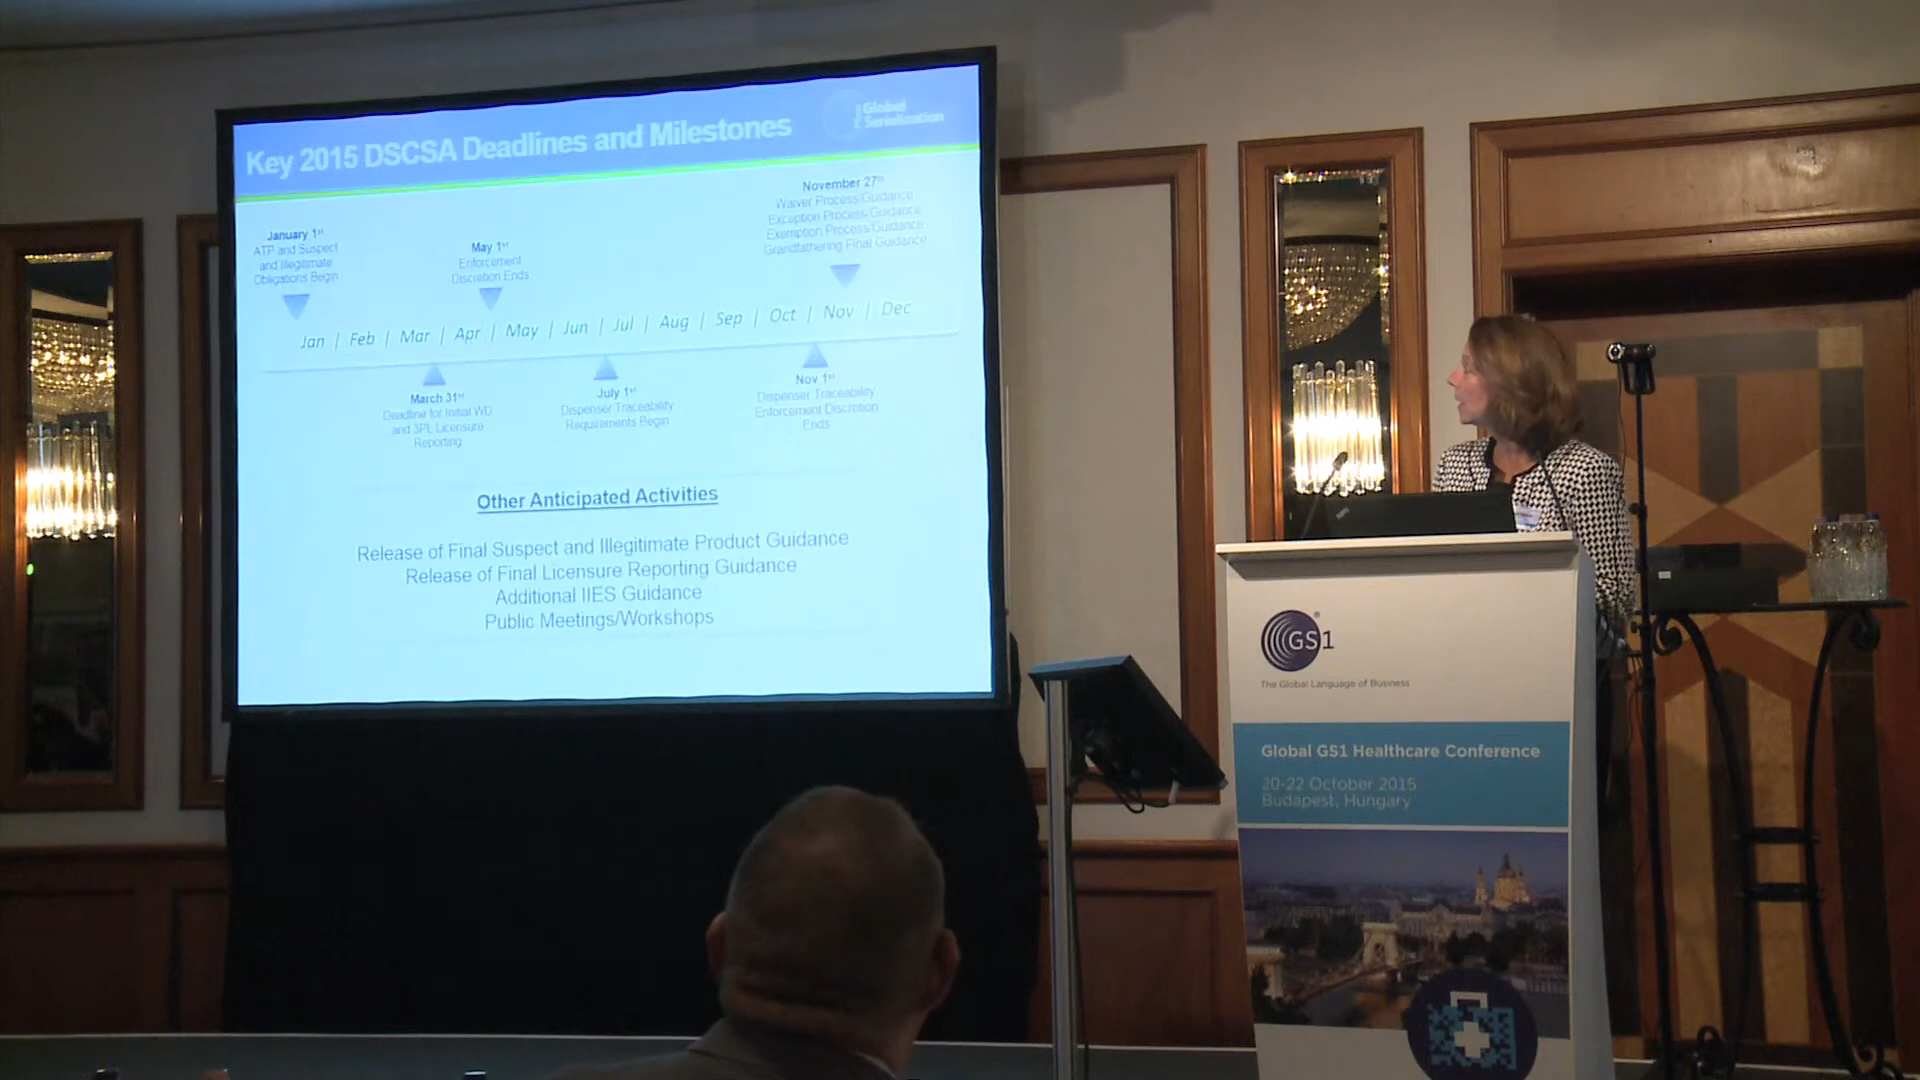 Key 2015 DSCSA Deadlines and Milestones
Global
Serialization
January 1st
ATP and Suspect
and Illegitimate
Obligations Begin
May 1st
Enforcement
Discretion Ends
November 27th
Waiver Process/Guidance
Exception Process/Guidance
Exemption Process/Guidance
Grandfathering Final Guidance
Jan | Feb | Mar | Apr | May | Jun | Jul | Aug | Sep | Oct | Nov | Dec
March 31st
Deadline for Initial WD
and 3PL Licensure
Reporting
July 1st
Dispenser Traceability
Requirements Begin
Nov 1st
Dispenser Traceability
Enforcement Discretion
Ends
Other Anticipated Activities
Release of Final Suspect and Illegitimate Product Guidance
Release of Final Licensure Reporting Guidance
Additional IIES Guidance
Public Meetings/Workshops
GS1
The Global Language of Business
Global GS1 Healthcare Conference
20-22 October 2015
Budapest, Hungary